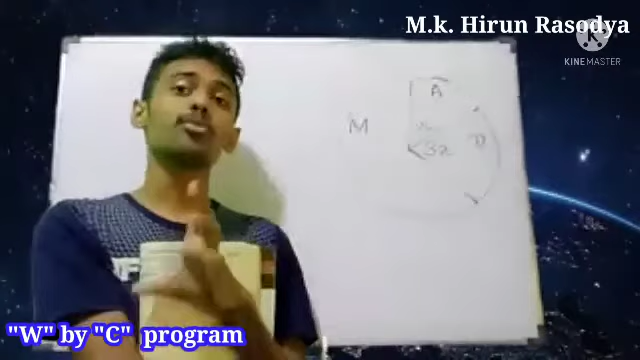 M.k. Hirun Rasodya
KINEMASTER
A
M
"W" by "C" program